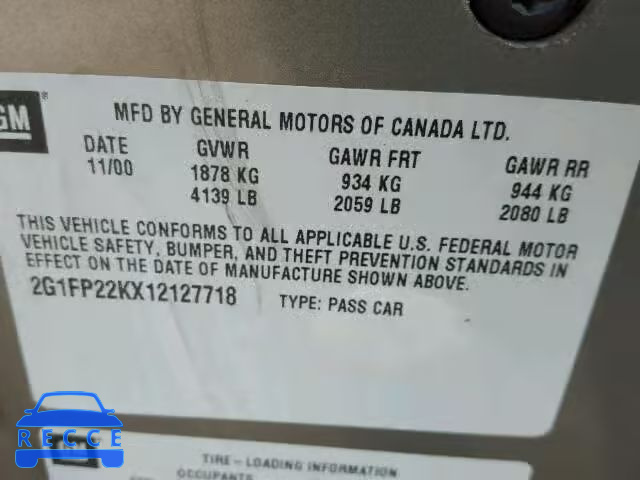 GM ®
MFD BY GENERAL MOTORS OF CANADA LTD.
DATE GVWR GAWR FRT GAWR RR
11/00 1878 KG 934 KG 944 KG
4139 LB 2059 LB 2080 LB
THIS VEHICLE CONFORMS TO ALL APPLICABLE U.S. FEDERAL MOTOR
VEHICLE SAFETY, BUMPER, AND THEFT PREVENTION STANDARDS IN
EFFECT ON THE DATE OF MANUFACTURE SHOWN ABOVE.
2G1FP22KX12127718 TYPE: PASS CAR
RECCE
TIRE – LOADING INFORMATION
OCCUPANTS